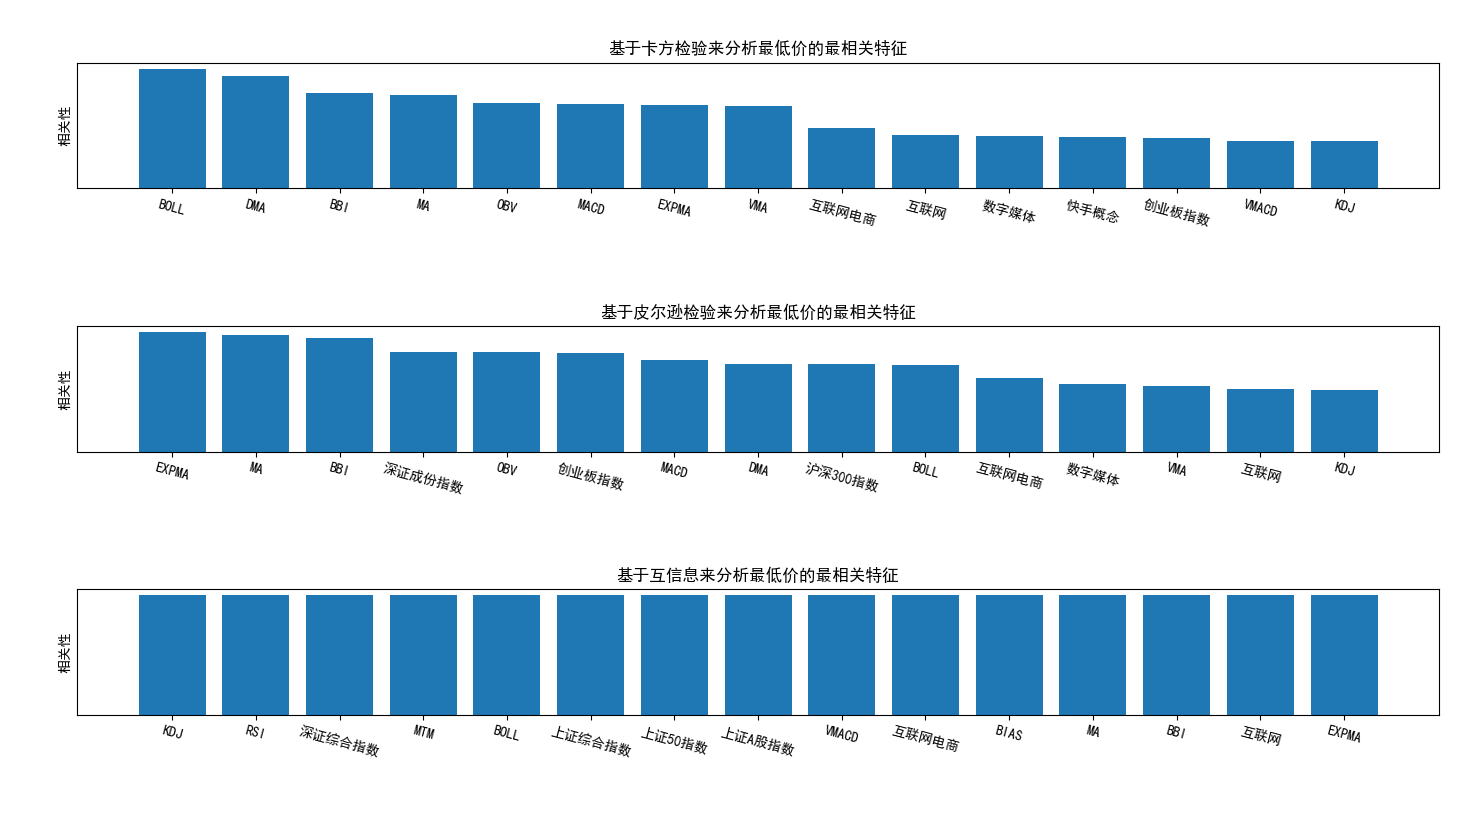 基于卡方检验来分析最低价的最相关特征
相关性
BOLL DMA BBI MA OBV MACD EXPMA VMA 互联网电商 互联网 数字媒体 快手概念 创业板指数 VMACD KDJ
基于皮尔逊检验来分析最低价的最相关特征
相关性
EXPMA MA BBI 深证成份指数 OBV 创业板指数 MACD DMA 沪深300指数 BOLL 互联网电商 数字媒体 VMA 互联网 KDJ
基于互信息来分析最低价的最相关特征
相关性
KDJ RSI 深证综合指数 MTM BOLL 上证综合指数 上证50指数 上证A股指数 VMACD 互联网电商 BIAS MA BBI 互联网 EXPMA